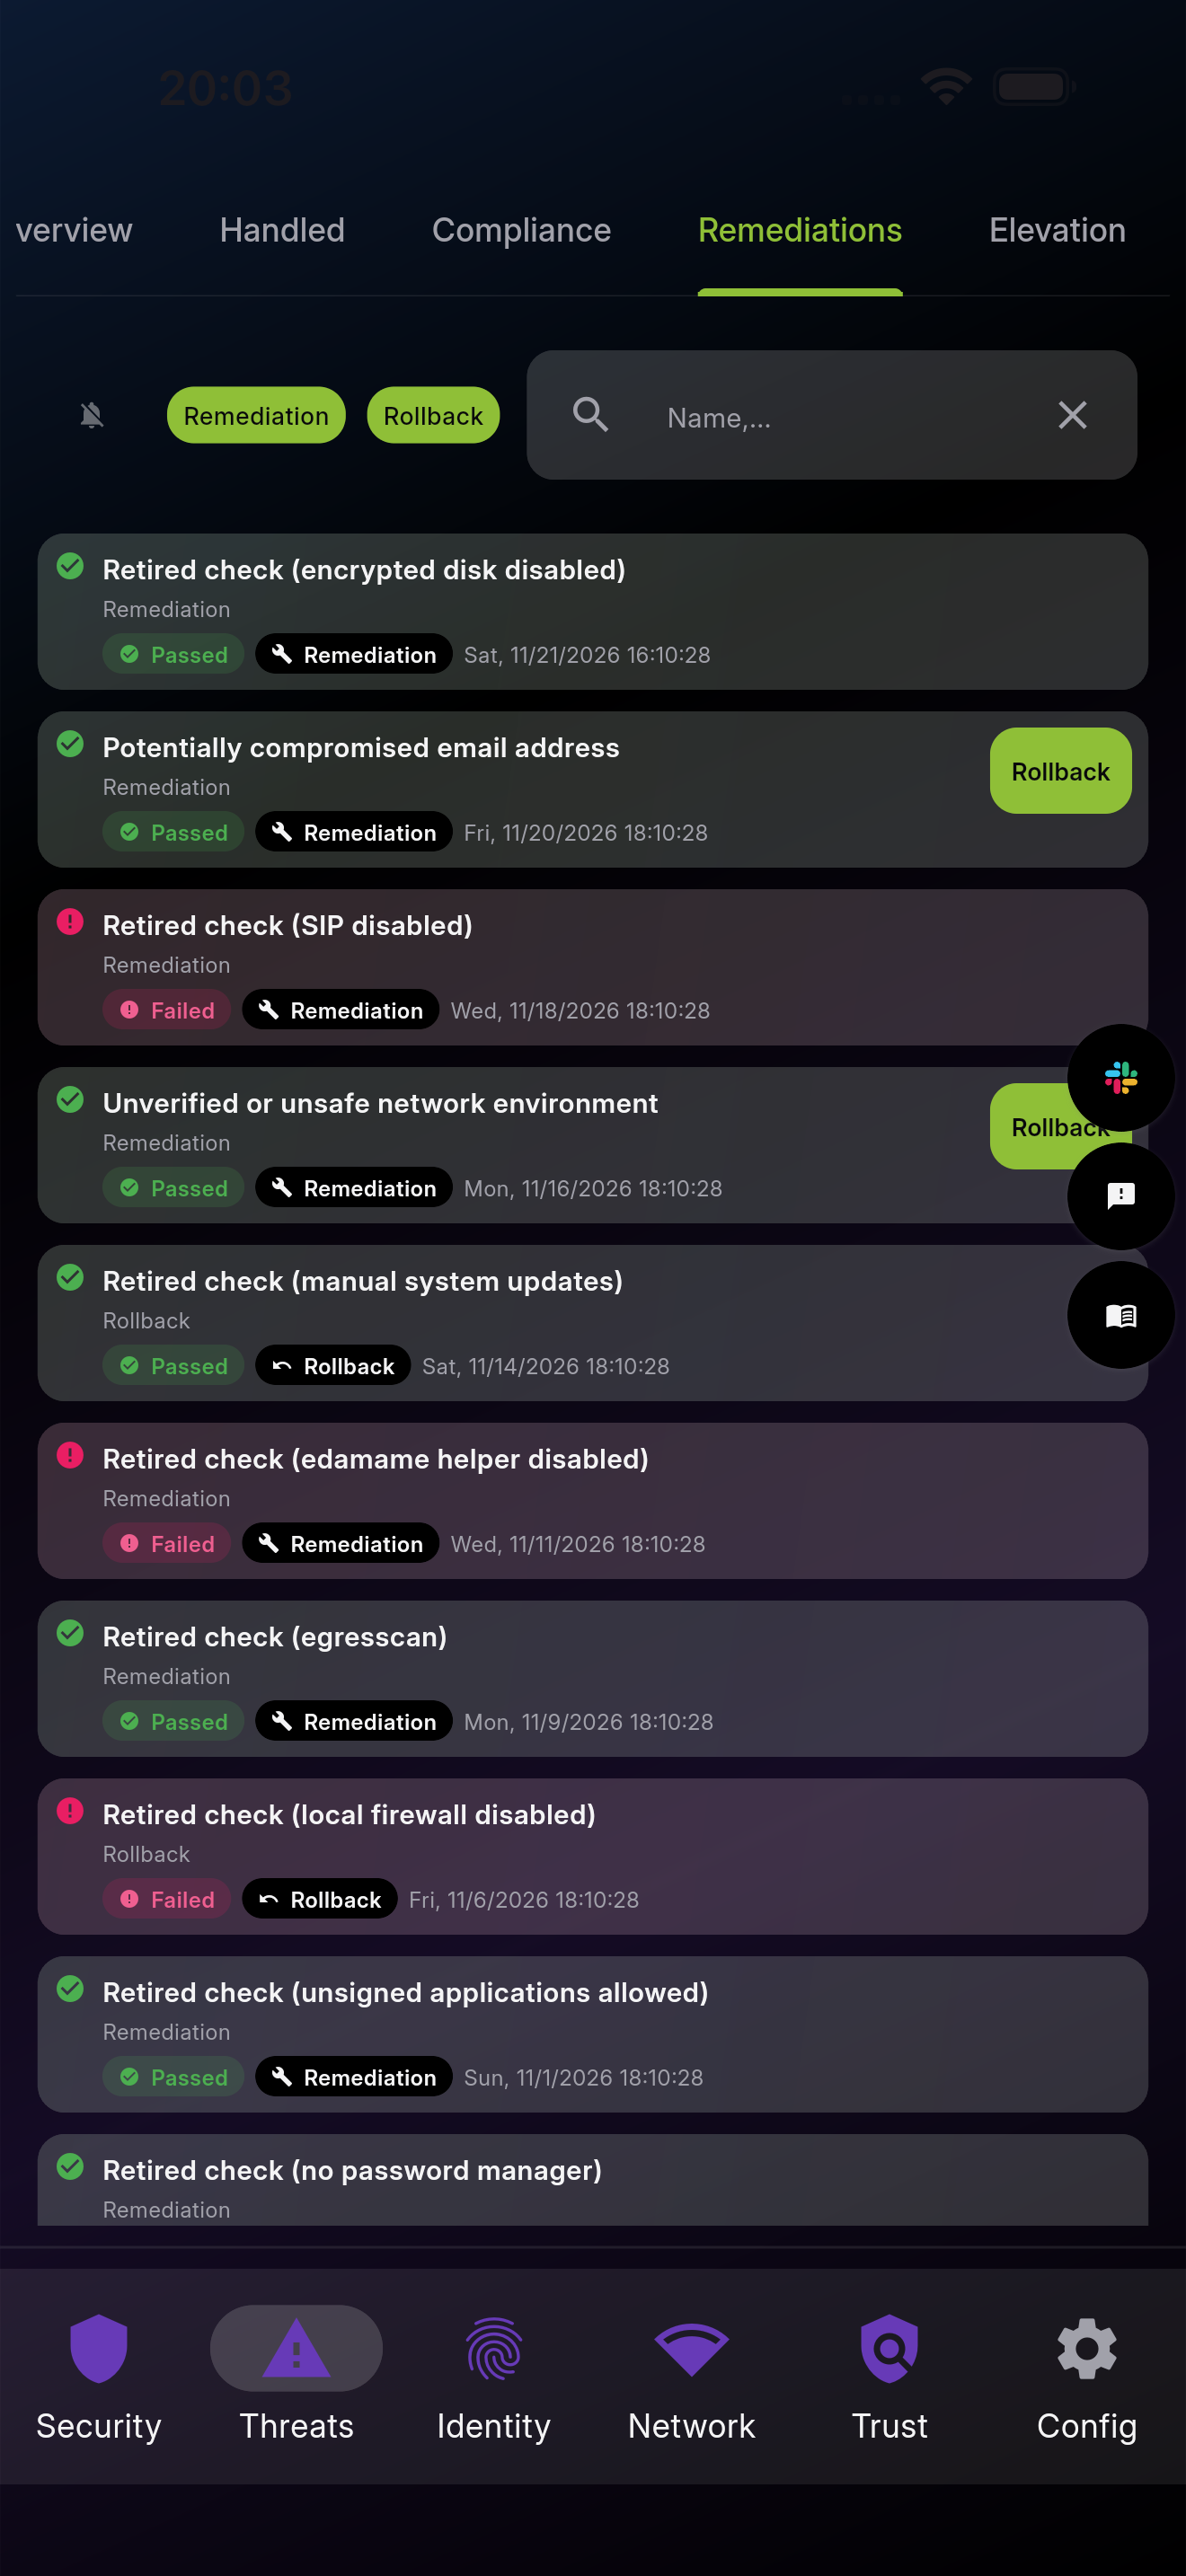 20:03
verview Handled Compliance Remediations Elevation
Remediation Rollback Name,...
Retired check (encrypted disk disabled)
Remediation
Passed Remediation Sat, 11/21/2026 16:10:28
Potentially compromised email address
Rollback
Remediation
Passed Remediation Fri, 11/20/2026 18:10:28
Retired check (SIP disabled)
Remediation
Failed Remediation Wed, 11/18/2026 18:10:28
Unverified or unsafe network environment
Rollback
Remediation
Passed Remediation Mon, 11/16/2026 18:10:28
Retired check (manual system updates)
Rollback
Passed Rollback Sat, 11/14/2026 18:10:28
Retired check (edamame helper disabled)
Remediation
Failed Remediation Wed, 11/11/2026 18:10:28
Retired check (egresscan)
Remediation
Passed Remediation Mon, 11/9/2026 18:10:28
Retired check (local firewall disabled)
Rollback
Failed Rollback Fri, 11/6/2026 18:10:28
Retired check (unsigned applications allowed)
Remediation
Passed Remediation Sun, 11/1/2026 18:10:28
Retired check (no password manager)
Remediation
Security Threats Identity Network Trust Config